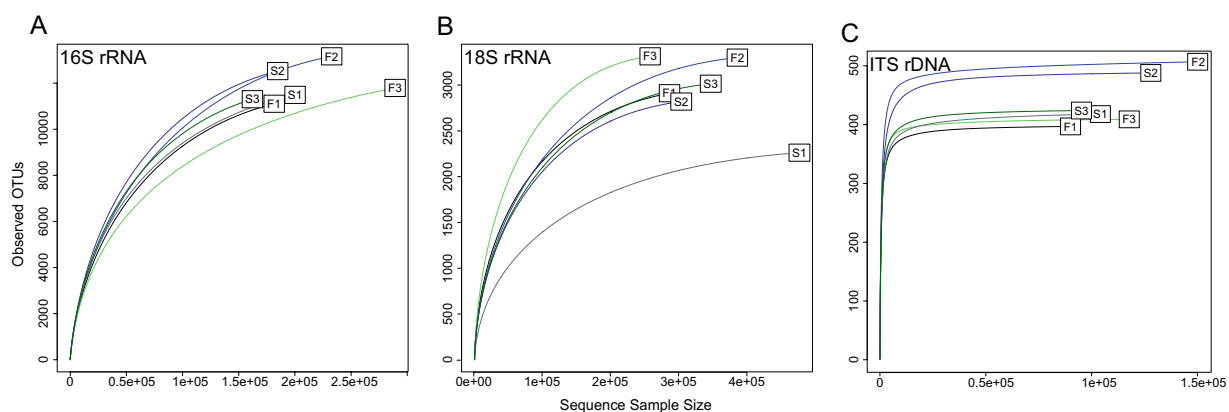 A
16S rRNA
Observed OTUs
0
2000
4000
6000
8000
10000
0
0.5e+05
1e+05
1.5e+05
2e+05
2.5e+05
F2
S2
F3
S1
S3
F1
B
18S rRNA
0
500
1000
1500
2000
2500
3000
0e+00
1e+05
2e+05
3e+05
4e+05
F3
F2
S3
F1
S2
S1
Sequence Sample Size
C
ITS rDNA
0
100
200
300
400
500
0
0.5e+05
1e+05
1.5e+05
F2
S2
S3
S1
F3
F1